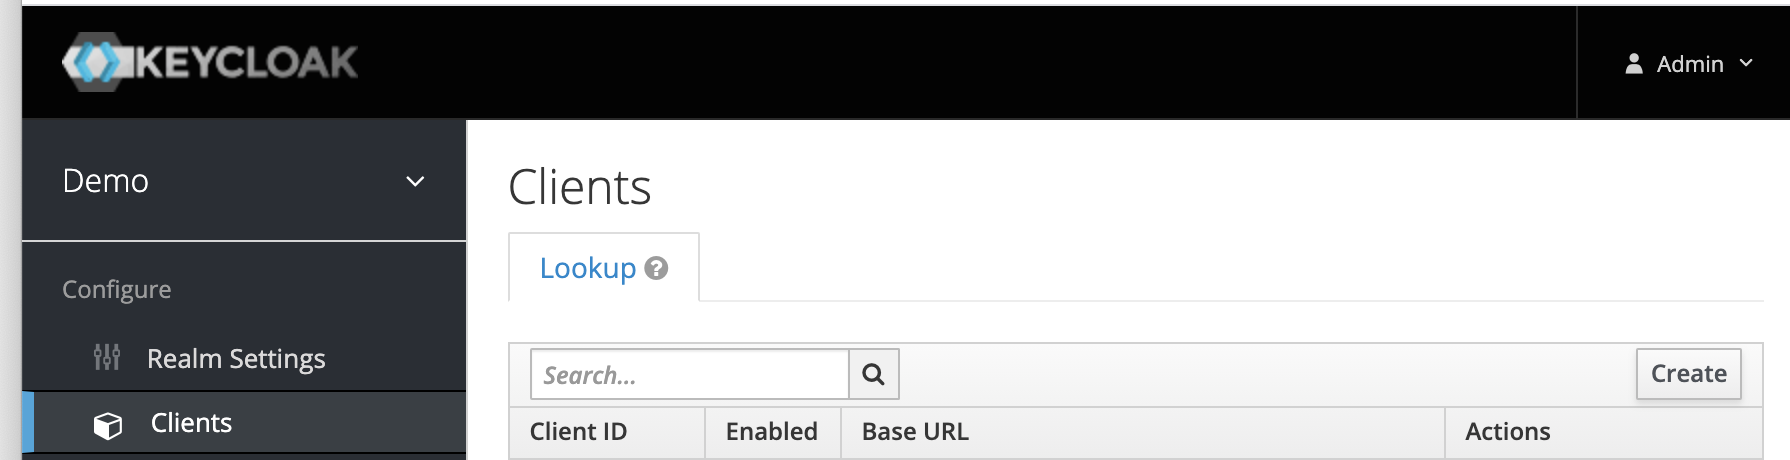 KEYCLOAK
Admin
Demo
Clients
Lookup ?
Configure
Realm Settings
Clients
Search...
Create
Client ID Enabled Base URL Actions